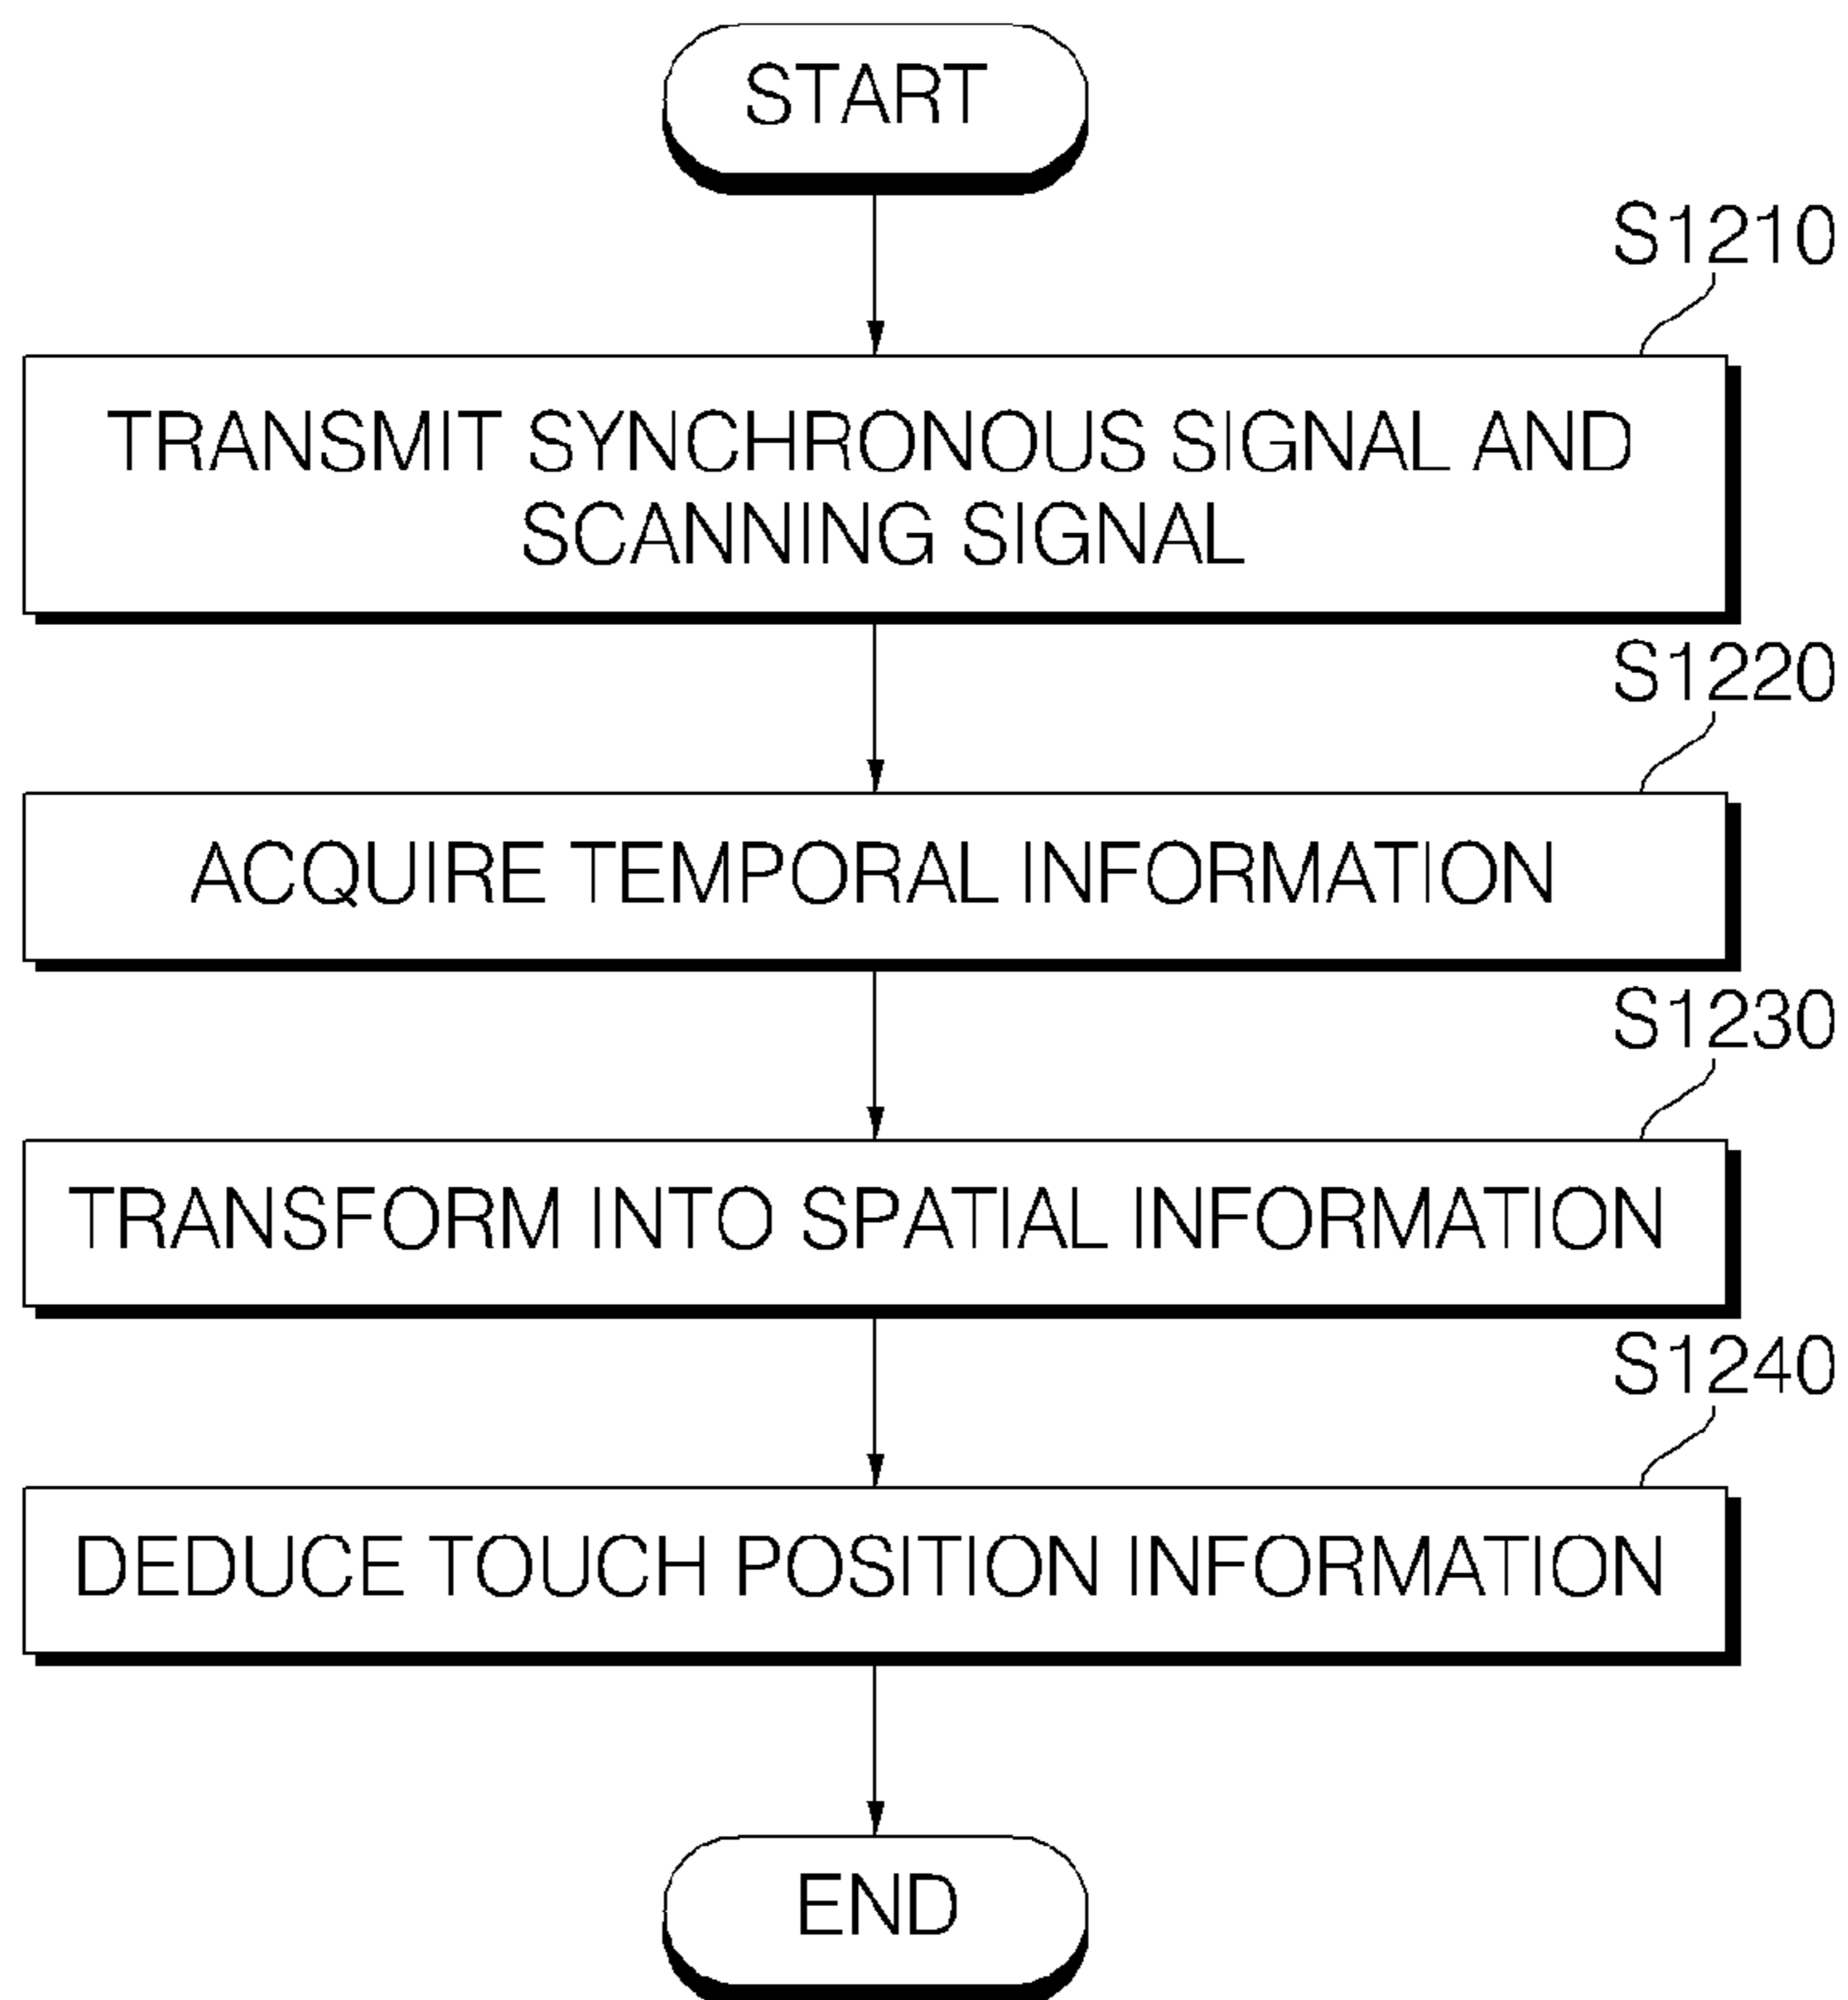 START
S1210
TRANSMIT SYNCHRONOUS SIGNAL AND
SCANNING SIGNAL
S1220
ACQUIRE TEMPORAL INFORMATION
S1230
TRANSFORM INTO SPATIAL INFORMATION
S1240
DEDUCE TOUCH POSITION INFORMATION
END